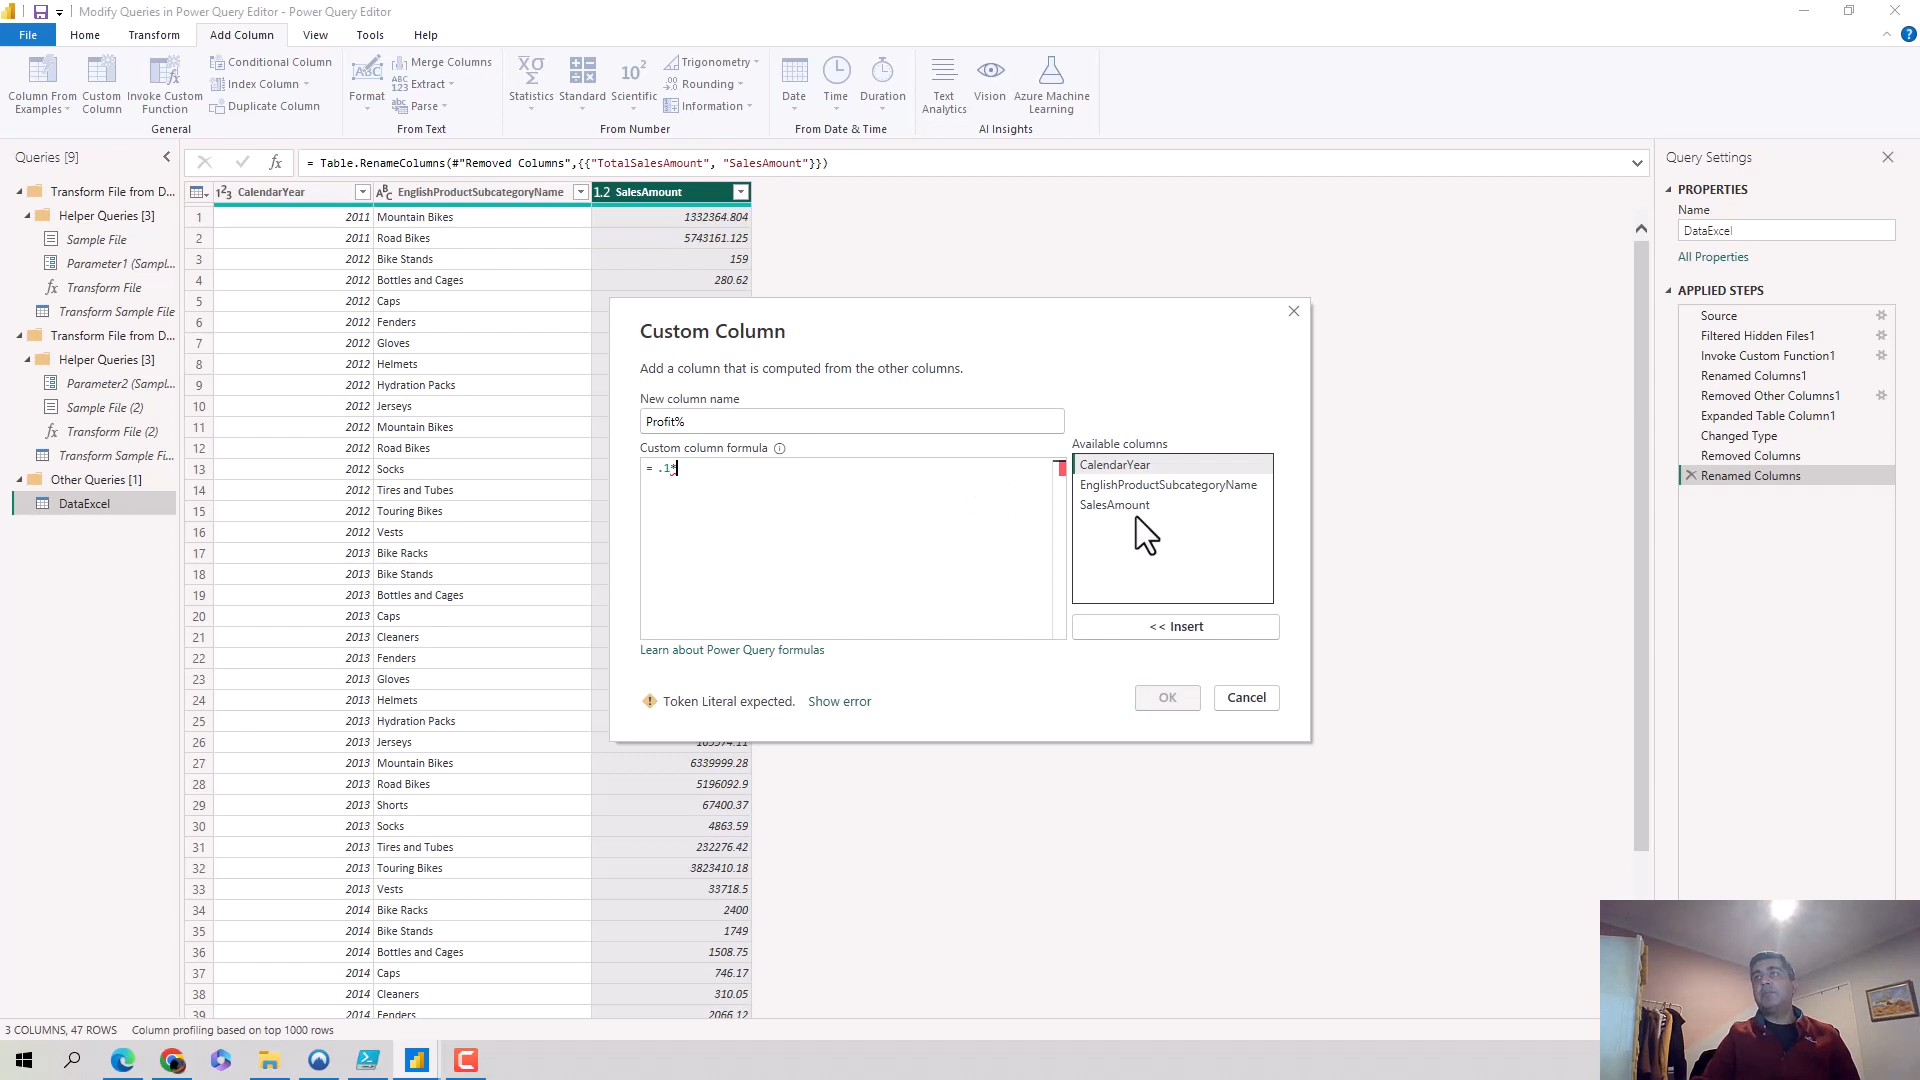 Modify Queries in Power Query Editor - Power Query Editor
File Home Transform Add Column View Tools Help
Column From Examples
Custom Column
Invoke Custom Function
Conditional Column
Index Column
Duplicate Column
General
Format
Merge Columns
Extract
Parse
From Text
Statistics
Standard
Scientific
Trigonometry
Rounding
Information
From Number
Date
Time
Duration
From Date & Time
Text Analytics
Vision
Azure Machine Learning
AI Insights
Queries [9]
Transform File from D...
Helper Queries [3]
Sample File
Parameter1 (Sampl...
Transform File
Transform Sample File
Transform File from D...
Helper Queries [3]
Parameter2 (Sampl...
Sample File (2)
Transform File (2)
Transform Sample Fi...
Other Queries [1]
DataExcel
= Table.RenameColumns(#"Removed Columns",{{"TotalSalesAmount", "SalesAmount"}})
CalendarYear EnglishProductSubcategoryName 1.2 SalesAmount
1 2011 Mountain Bikes 1332364.804
2 2011 Road Bikes 5743161.125
3 2012 Bike Stands 159
4 2012 Bottles and Cages 280.62
5 2012 Caps
6 2012 Fenders
7 2012 Gloves
8 2012 Helmets
9 2012 Hydration Packs
10 2012 Jerseys
11 2012 Mountain Bikes
12 2012 Road Bikes
13 2012 Socks
14 2012 Tires and Tubes
15 2012 Touring Bikes
16 2012 Vests
17 2013 Bike Racks
18 2013 Bike Stands
19 2013 Bottles and Cages
20 2013 Caps
21 2013 Cleaners
22 2013 Fenders
23 2013 Gloves
24 2013 Helmets
25 2013 Hydration Packs
26 2013 Jerseys
27 2013 Mountain Bikes 6339999.28
28 2013 Road Bikes 5196092.9
29 2013 Shorts 67400.37
30 2013 Socks 4863.59
31 2013 Tires and Tubes 232276.42
32 2013 Touring Bikes 3823410.18
33 2013 Vests 33718.5
34 2014 Bike Racks 2400
35 2014 Bike Stands 1749
36 2014 Bottles and Cages 1508.75
37 2014 Caps 746.17
38 2014 Cleaners 310.05
39 2014 Fenders 2066.12
Custom Column
Add a column that is computed from the other columns.
New column name
Profit%
Custom column formula
= .1*
Available columns
CalendarYear
EnglishProductSubcategoryName
SalesAmount
<< Insert
Learn about Power Query formulas
Token Literal expected. Show error
OK Cancel
Query Settings
PROPERTIES
Name
DataExcel
All Properties
APPLIED STEPS
Source
Filtered Hidden Files1
Invoke Custom Function1
Renamed Columns1
Removed Other Columns1
Expanded Table Column1
Changed Type
Removed Columns
Renamed Columns
3 COLUMNS, 47 ROWS Column profiling based on top 1000 rows